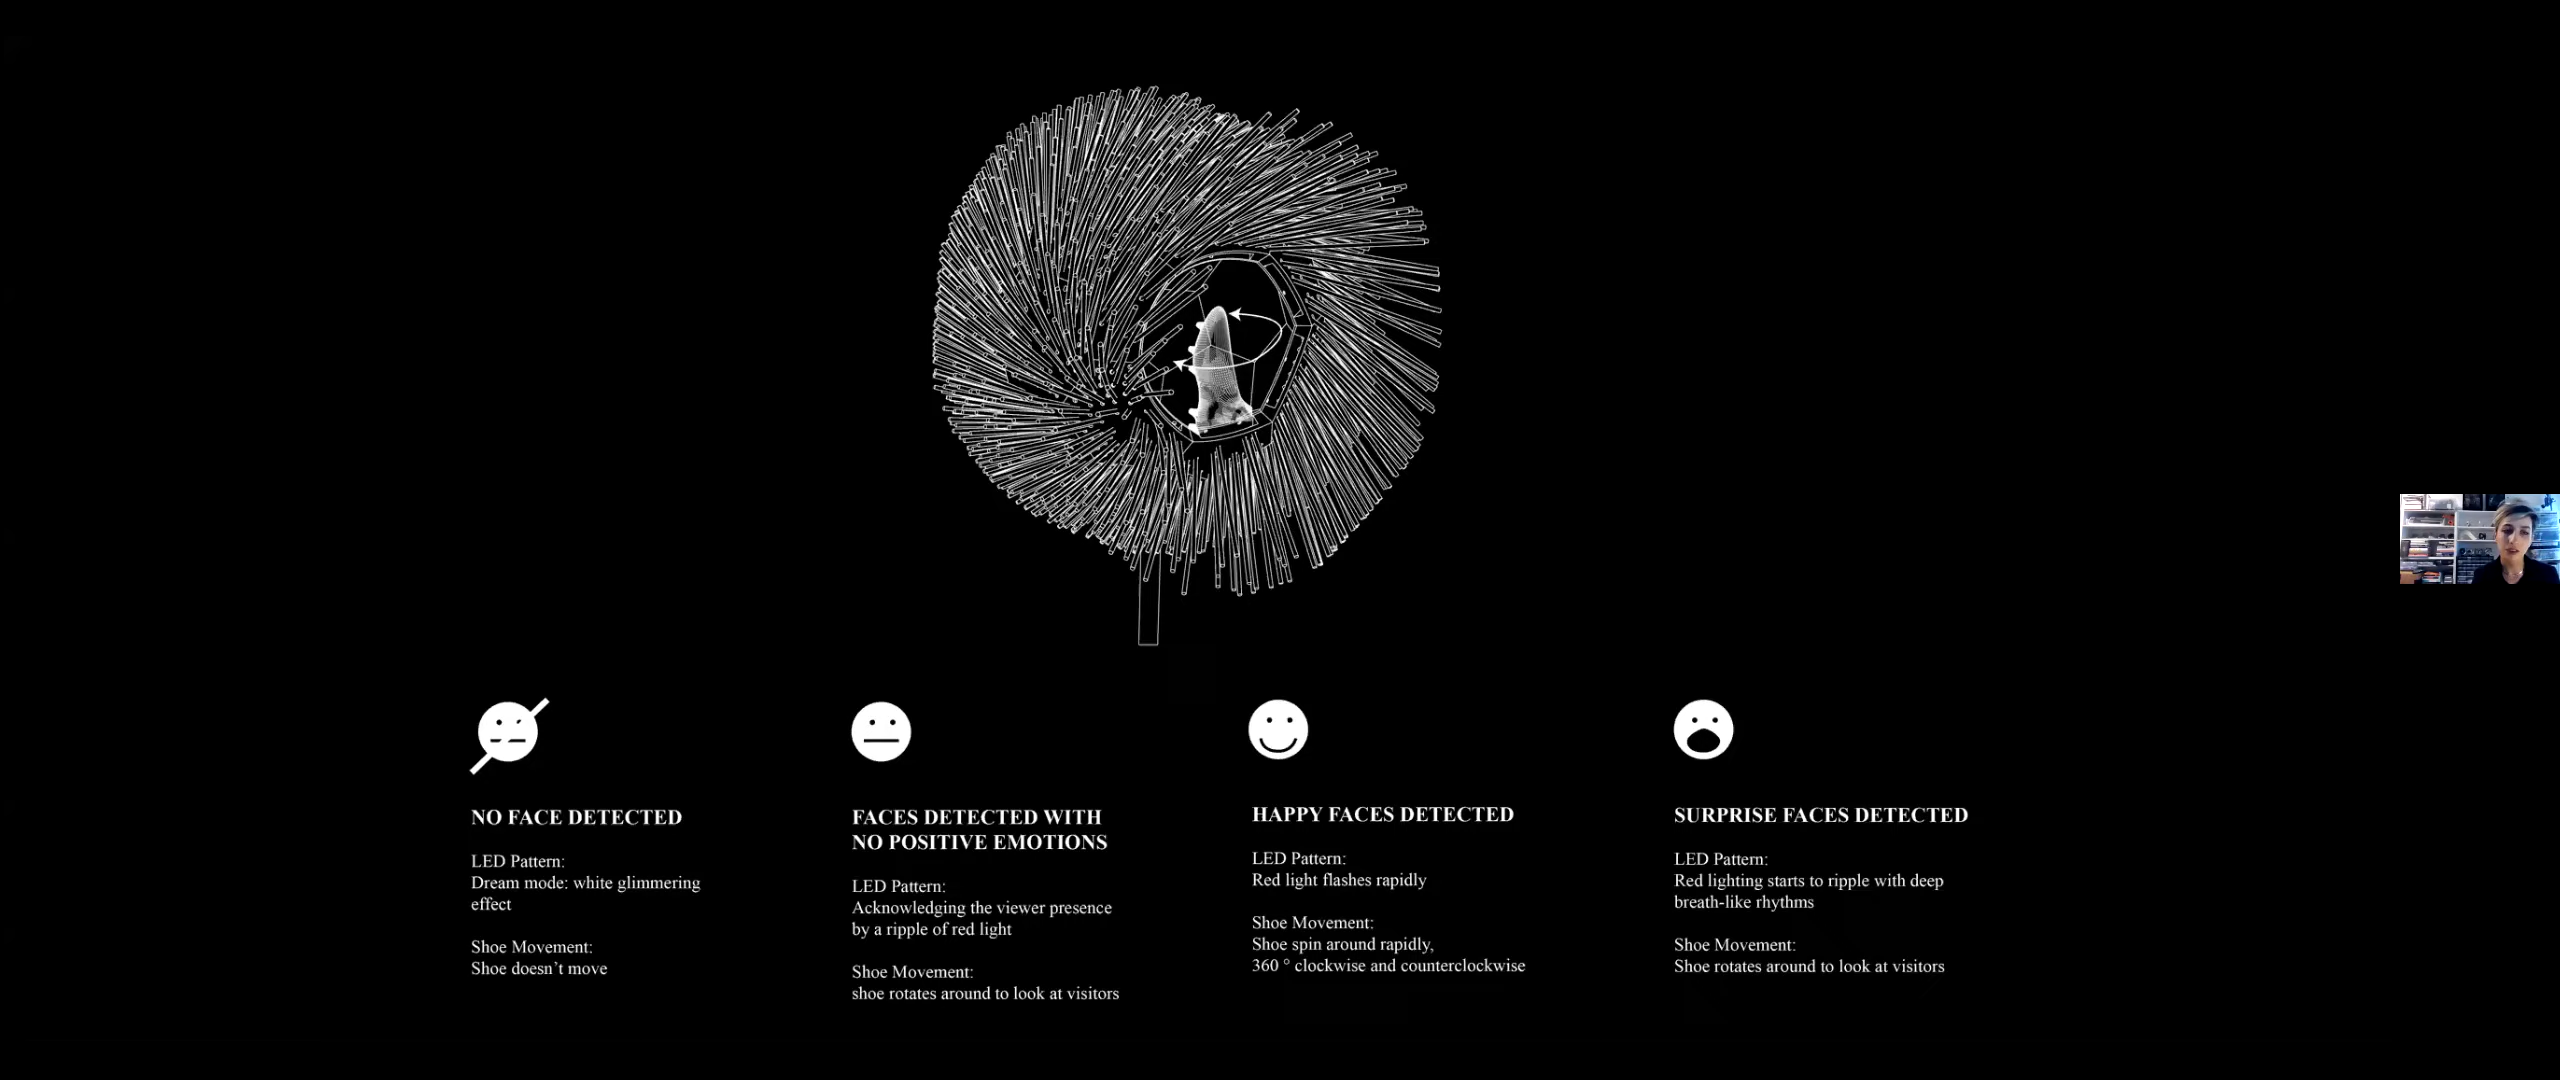 NO FACE DETECTED
LED Pattern:
Dream mode: white glimmering
effect
Shoe Movement:
Shoe doesn’t move
FACES DETECTED WITH
NO POSITIVE EMOTIONS
LED Pattern:
Acknowledging the viewer presence
by a ripple of red light
Shoe Movement:
shoe rotates around to look at visitors
HAPPY FACES DETECTED
LED Pattern:
Red light flashes rapidly
Shoe Movement:
Shoe spin around rapidly,
360 ° clockwise and counterclockwise
SURPRISE FACES DETECTED
LED Pattern:
Red lighting starts to ripple with deep
breath-like rhythms
Shoe Movement:
Shoe rotates around to look at visitors